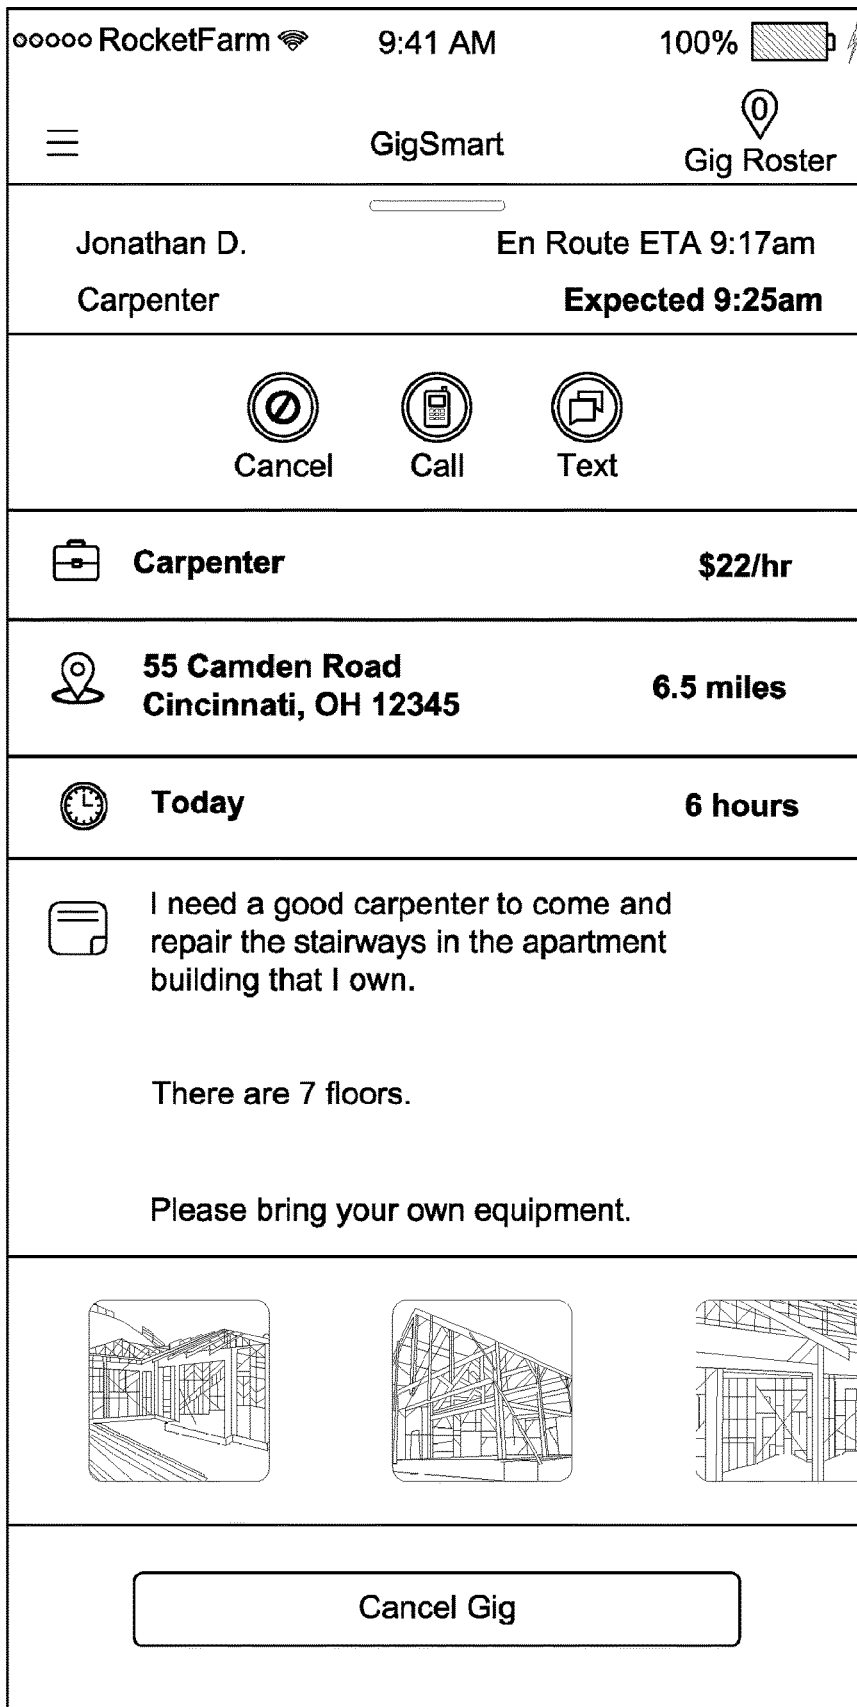 ooooo RocketFarm 9:41 AM 100%
0
GigSmart
Gig Roster
Jonathan D. En Route ETA 9:17am
Carpenter Expected 9:25am
Cancel Call Text
Carpenter $22/hr
55 Camden Road
Cincinnati, OH 12345
6.5 miles
Today 6 hours
I need a good carpenter to come and
repair the stairways in the apartment
building that I own.
There are 7 floors.
Please bring your own equipment.
Cancel Gig